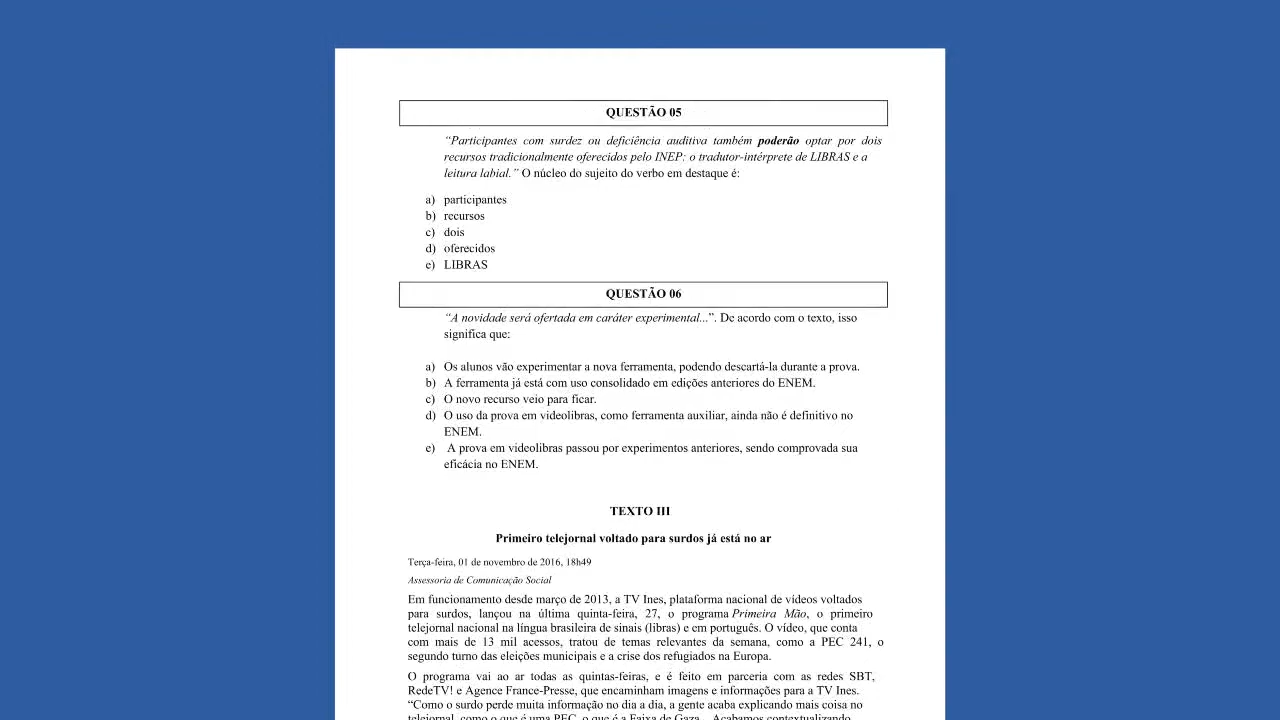 QUESTÃO 05
“Participantes com surdez ou deficiência auditiva também poderão optar por dois
recursos tradicionalmente oferecidos pelo INEP: o tradutor-intérprete de LIBRAS e a
leitura labial.” O núcleo do sujeito do verbo em destaque é:
a) participantes
b) recursos
c) dois
d) oferecidos
e) LIBRAS
QUESTÃO 06
“A novidade será ofertada em caráter experimental...”. De acordo com o texto, isso
significa que:
a) Os alunos vão experimentar a nova ferramenta, podendo descartá-la durante a prova.
b) A ferramenta já está com uso consolidado em edições anteriores do ENEM.
c) O novo recurso veio para ficar.
d) O uso da prova em videolibras, como ferramenta auxiliar, ainda não é definitivo no
ENEM.
e) A prova em videolibras passou por experimentos anteriores, sendo comprovada sua
eficácia no ENEM.
TEXTO III
Primeiro telejornal voltado para surdos já está no ar
Terça-feira, 01 de novembro de 2016, 18h49
Assessoria de Comunicação Social
Em funcionamento desde março de 2013, a TV Ines, plataforma nacional de vídeos voltados
para surdos, lançou na última quinta-feira, 27, o programa Primeira Mão, o primeiro
telejornal nacional na língua brasileira de sinais (libras) e em português. O vídeo, que conta
com mais de 13 mil acessos, tratou de temas relevantes da semana, como a PEC 241, o
segundo turno das eleições municipais e a crise dos refugiados na Europa.
O programa vai ao ar todas as quintas-feiras, e é feito em parceria com as redes SBT,
RedeTV! e Agence France-Presse, que encaminham imagens e informações para a TV Ines.
“Como o surdo perde muita informação no dia a dia, a gente acaba explicando mais coisa no
telejornal, como o que é uma PEC, o que é a Faixa de Gaza... Acabamos contextualizando